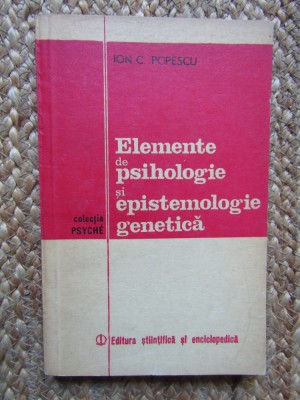 ION C. POPESCU
Elemente
de
psihologie
și
epistemologie
genetică
colecția
PSYCHÉ
Editura științifică și enciclopedică